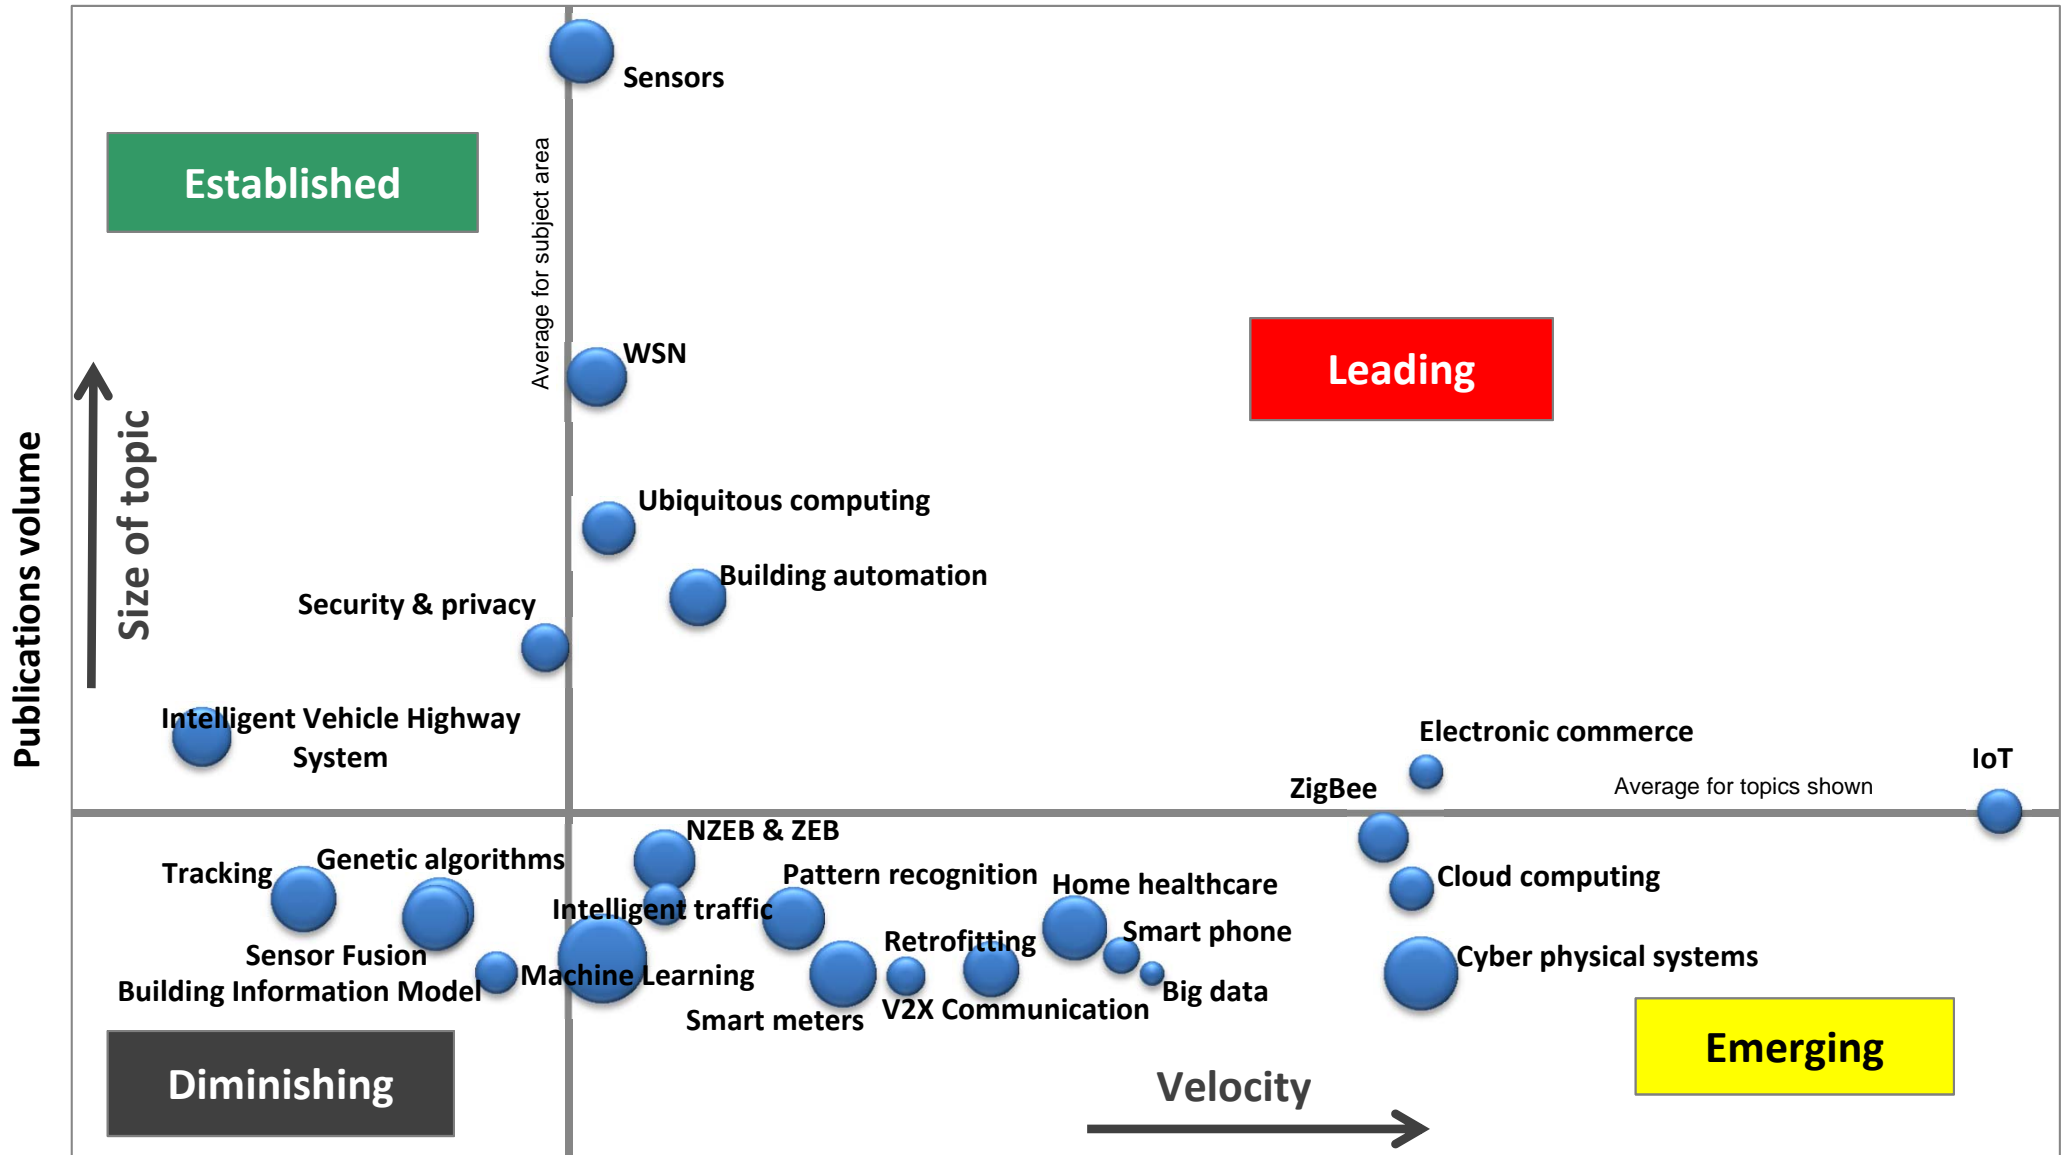 Sensors
Established
Average for subject area
WSN
Leading
Publications volume
Size of topic
Ubiquitous computing
Building automation
Security & privacy
Intelligent Vehicle Highway
System
Electronic commerce
IoT
ZigBee
Average for topics shown
NZEB & ZEB
Genetic algorithms
Tracking
Pattern recognition
Home healthcare
Cloud computing
Intelligent traffic
Retrofitting
Smart phone
Sensor Fusion
Cyber physical systems
Machine Learning
Building Information Model
Big data
Smart meters
V2X Communication
Emerging
Diminishing
Velocity